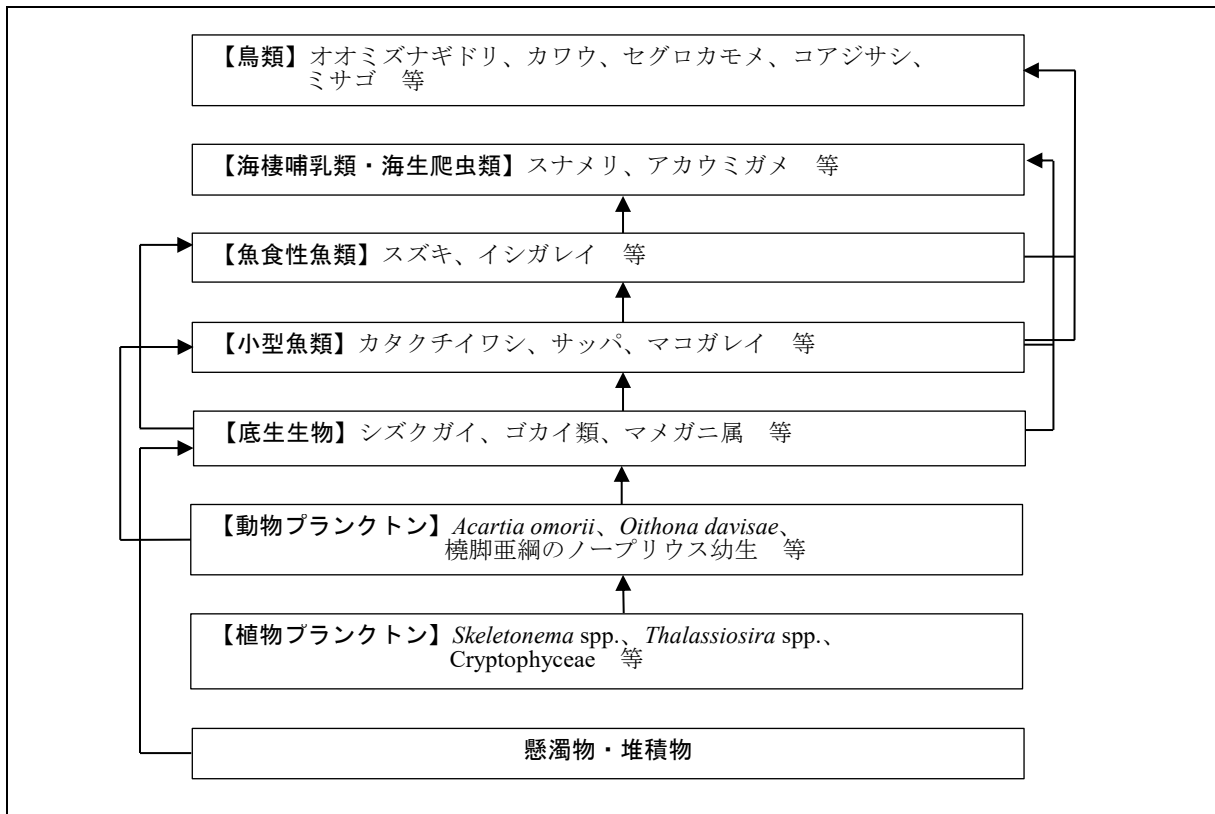 【鳥類】オオミズナギドリ、カワウ、セグロカモメ、コアジサシ、
ミサゴ　等
【海棲哺乳類・海生爬虫類】スナメリ、アカウミガメ　等
【魚食性魚類】スズキ、イシガレイ　等
【小型魚類】カタクチイワシ、サッパ、マコガレイ　等
【底生生物】シズクガイ、ゴカイ類、マメガニ属　等
【動物プランクトン】Acartia omorii、Oithona davisae、
橈脚亜綱のノープリウス幼生　等
【植物プランクトン】Skeletonema spp.、Thalassiosira spp.、
Cryptophyceae　等
懸濁物・堆積物